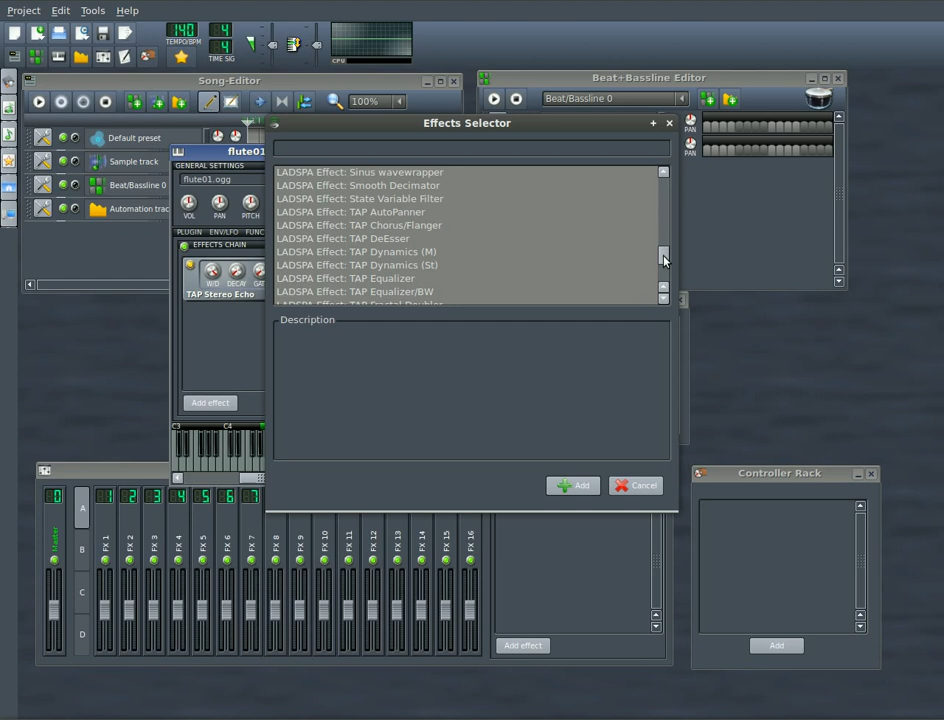 Project Edit Tools Help
140
TEMPO/BPM
4
4
TIME SIG
CPU
Song-Editor
100%
Default preset
Sample track
Beat/Bassline 0
Automation trac
Beat+Bassline Editor
Beat/Bassline 0
PAN
PAN
flute01
GENERAL SETTINGS
flute01.ogg
VOL PAN PITCH
PLUGIN ENV/LFO FUNC
EFFECTS CHAIN
W/D DECAY GA
TAP Stereo Echo
Add effect
C3 C4
Effects Selector
LADSPA Effect: Sinus wavewrapper
LADSPA Effect: Smooth Decimator
LADSPA Effect: State Variable Filter
LADSPA Effect: TAP AutoPanner
LADSPA Effect: TAP Chorus/Flanger
LADSPA Effect: TAP DeEsser
LADSPA Effect: TAP Dynamics (M)
LADSPA Effect: TAP Dynamics (St)
LADSPA Effect: TAP Equalizer
LADSPA Effect: TAP Equalizer/BW
LADSPA Effect: TAP Fractal Doubler
Description
Add Cancel
0 1 2 3 4 5 6 7
A
B
C
D
Master FX 1 FX 2 FX 3 FX 4 FX 5 FX 6 FX 7 FX 8 FX 9 FX 10 FX 11 FX 12 FX 13 FX 14 FX 15 FX 16
Add effect
Controller Rack
Add